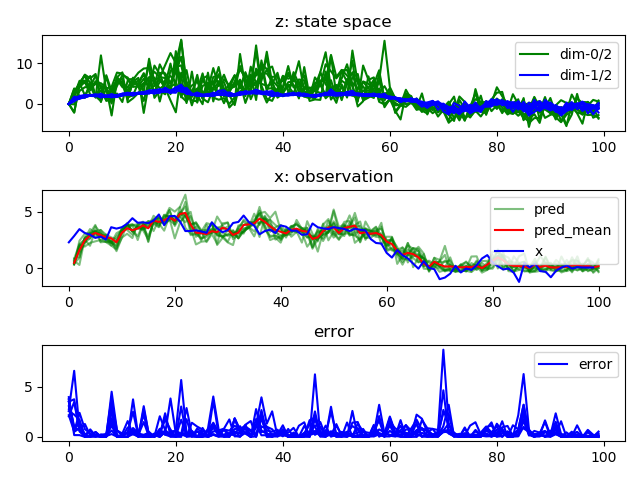 z: state space
10
0
dim-0/2
dim-1/2
0 20 40 60 80 100
x: observation
5
0
pred
pred_mean
x
0 20 40 60 80 100
error
5
0
error
0 20 40 60 80 100